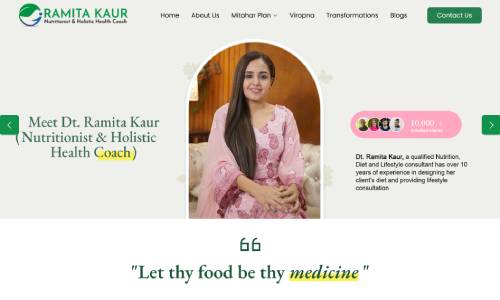 RAMITA KAUR
Nutritionist & Holistic Health Coach
Home
About Us
Mitahar Plan
Viropna
Transformations
Blogs
Contact Us
Meet Dt. Ramita Kaur
(Nutritionist & Holistic
Health Coach)
10,000 +
Dt. Ramita Kaur, a qualified Nutrition,
Diet and Lifestyle consultant has over 10
years of experience in designing her
client's diet and providing lifestyle
consultation
"Let thy food be thy medicine "